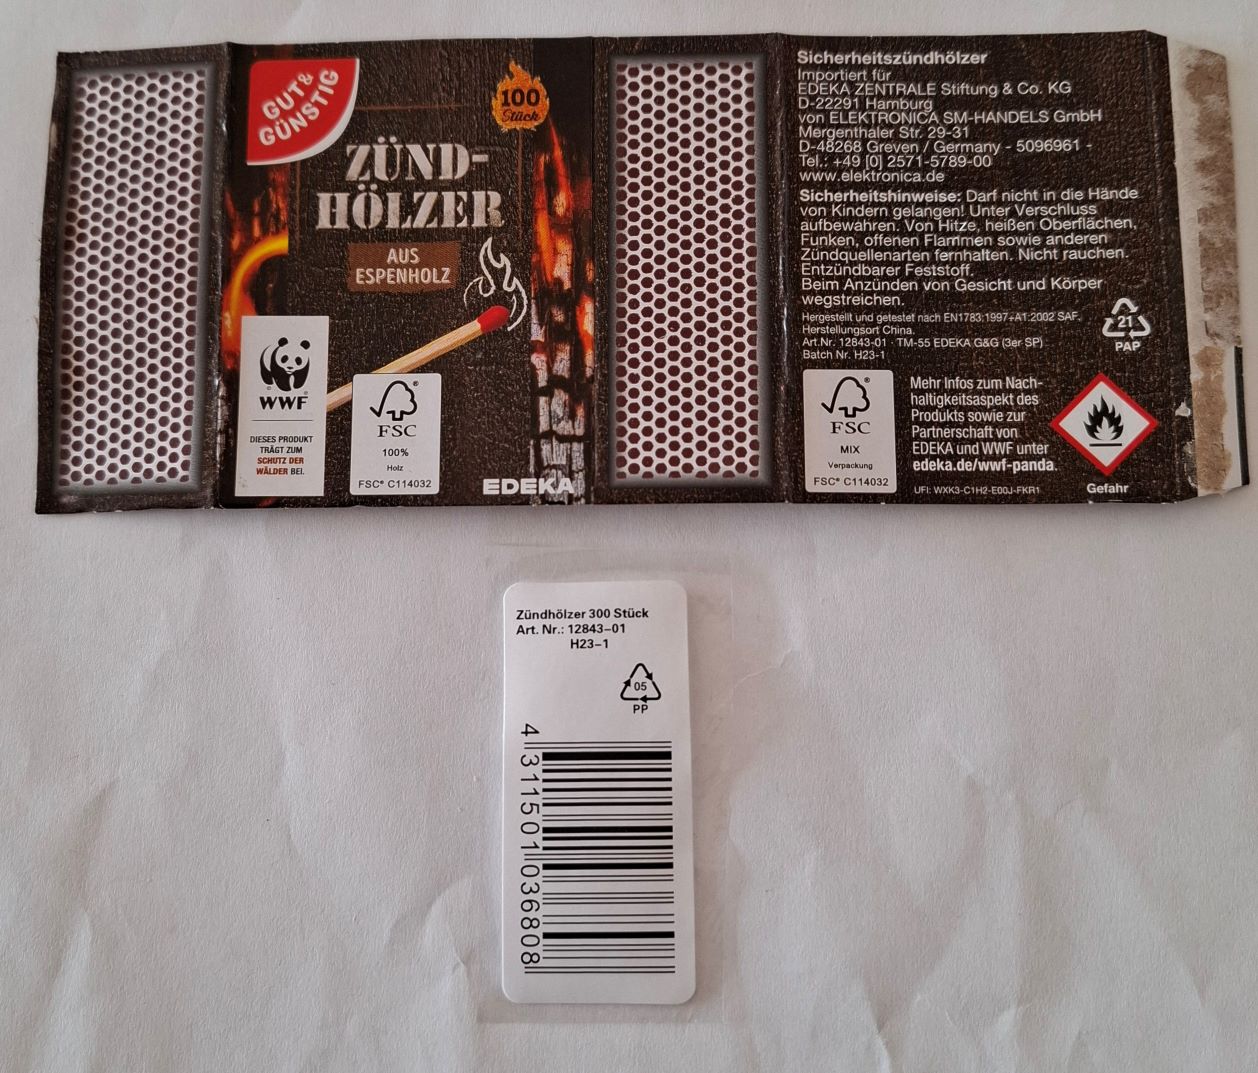 GUT&
GÜNSTIG
100
Stück
ZÜND-
HÖLZER
AUS
ESPENHOLZ
WWF
DIESES PRODUKT
TRÄGT ZUM
SCHUTZ DER
WÄLDER BEI.
FSC
100%
Holz
FSC® C114032
EDEKA
Sicherheitszündhölzer
Importiert für
EDEKA ZENTRALE Stiftung & Co. KG
D-22291 Hamburg
von ELEKTRONICA SM-HANDELS GmbH
Mergenthaler Str. 29-31
D-48268 Greven / Germany - 5096961 -
Tel.: +49 [0] 2571-5789-00
www.elektronica.de
Sicherheitshinweise: Darf nicht in die Hände
von Kindern gelangen! Unter Verschluss
aufbewahren. Von Hitze, heißen Oberflächen,
Funken, offenen Flammen sowie anderen
Zündquellenarten fernhalten. Nicht rauchen.
Entzündbarer Feststoff.
Beim Anzünden von Gesicht und Körper
wegstreichen.
Hergestellt und getestet nach EN1783:1997+A1:2002 SAF.
Herstellungsort China.
Art.Nr. 12843-01 · TM-55 EDEKA G&G (3er SP)
Batch Nr. H23-1
21
PAP
FSC
MIX
Verpackung
FSC® C114032
Mehr Infos zum Nach-
haltigkeitsaspekt des
Produkts sowie zur
Partnerschaft von
EDEKA und WWF unter
edeka.de/wwf-panda.
UFI: WXK3-C1H2-E00J-FKR1
Gefahr
Zündhölzer 300 Stück
Art. Nr.: 12843-01
H23-1
05
PP
4 311501 036808